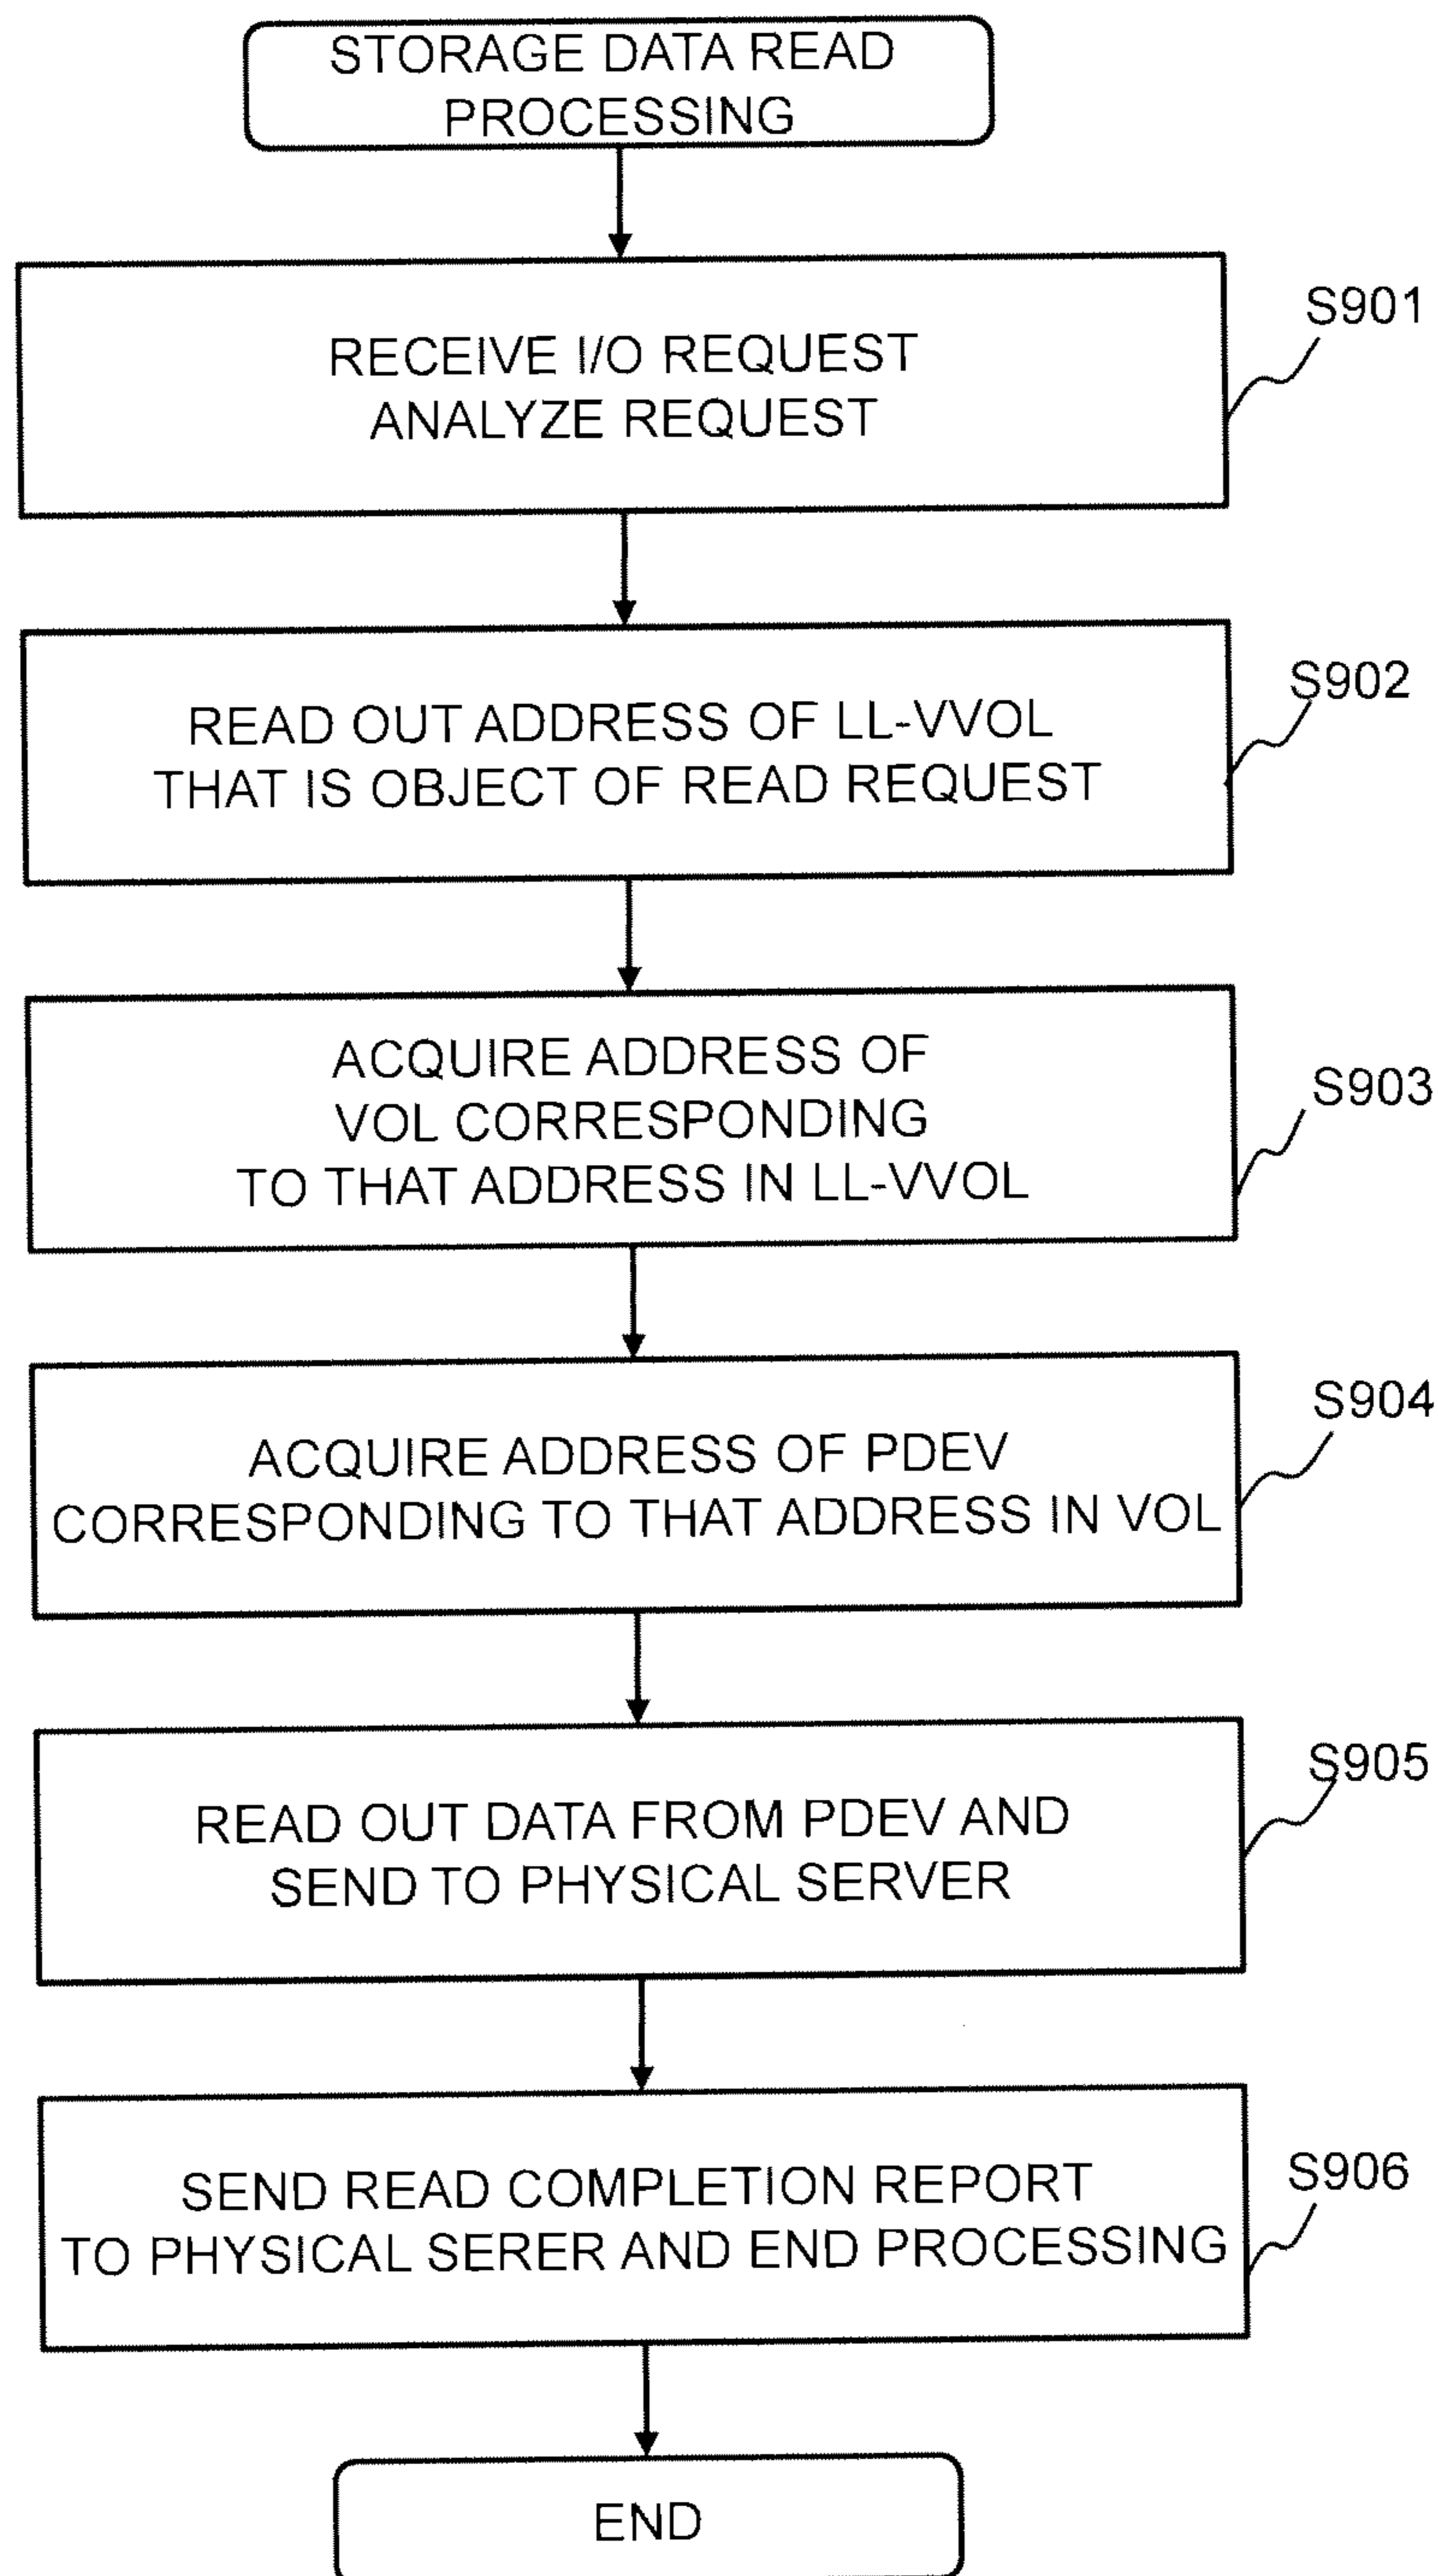 STORAGE DATA READ
PROCESSING
RECEIVE I/O REQUEST
ANALYZE REQUEST
S901
READ OUT ADDRESS OF LL-VVOL
THAT IS OBJECT OF READ REQUEST
S902
ACQUIRE ADDRESS OF
VOL CORRESPONDING
TO THAT ADDRESS IN LL-VVOL
S903
ACQUIRE ADDRESS OF PDEV
CORRESPONDING TO THAT ADDRESS IN VOL
S904
READ OUT DATA FROM PDEV AND
SEND TO PHYSICAL SERVER
S905
SEND READ COMPLETION REPORT
TO PHYSICAL SERER AND END PROCESSING
S906
END